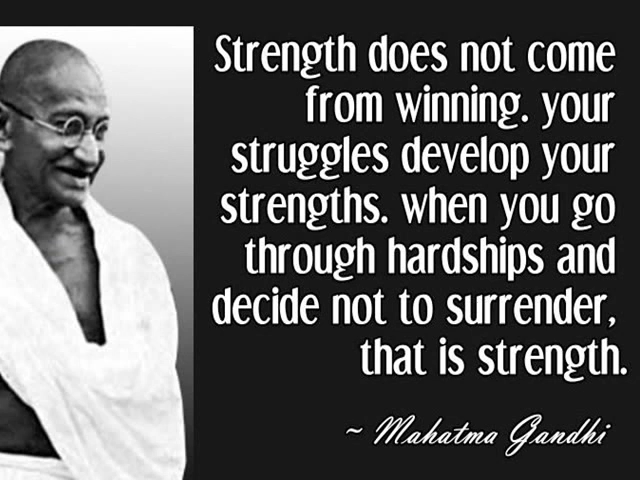 Strength does not come
from winning. your
struggles develop your
strengths. when you go
through hardships and
decide not to surrender,
that is strength.
~ Mahatma Gandhi